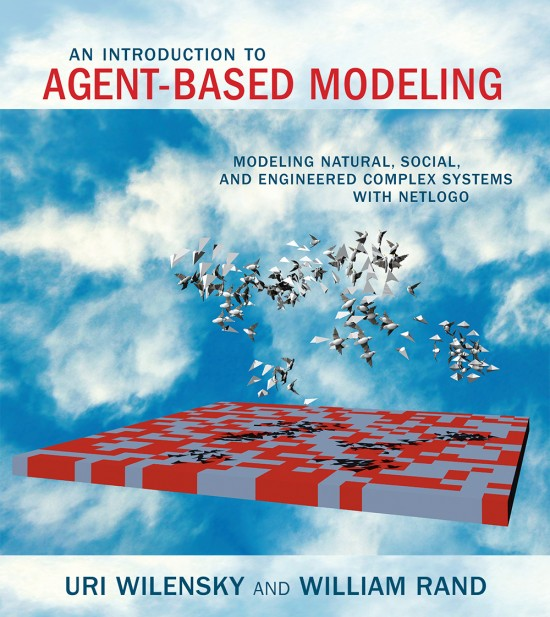 AN INTRODUCTION TO
AGENT-BASED MODELING
MODELING NATURAL, SOCIAL,
AND ENGINEERED COMPLEX SYSTEMS
WITH NETLOGO
URI WILENSKY AND WILLIAM RAND